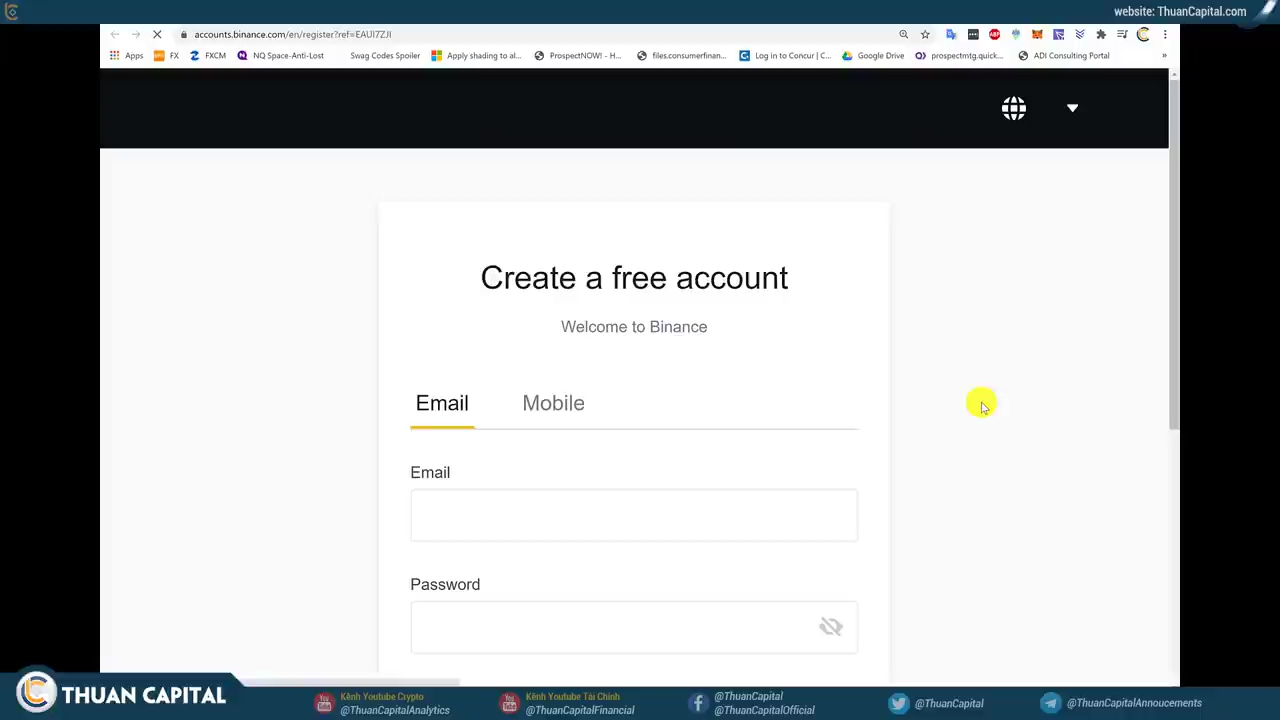 website: ThuanCapital.com
accounts.binance.com/en/register?ref=EAUI7ZJI
Apps FX FXCM NQ Space-Anti-Lost Swag Codes Spoiler Apply shading to al... ProspectNOW! - H... files.consumerfinan... Log in to Concur | C... Google Drive prospectmtg.quick... ADI Consulting Portal »
ABP
Create a free account
Welcome to Binance
Email Mobile
Email
Password
THUAN CAPITAL
Kênh Youtube Crypto
@ThuanCapitalAnalytics
Kênh Youtube Tài Chính
@ThuanCapitalFinancial
@ThuanCapital
@ThuanCapitalOfficial
@ThuanCapital
@ThuanCapitalAnnoucements